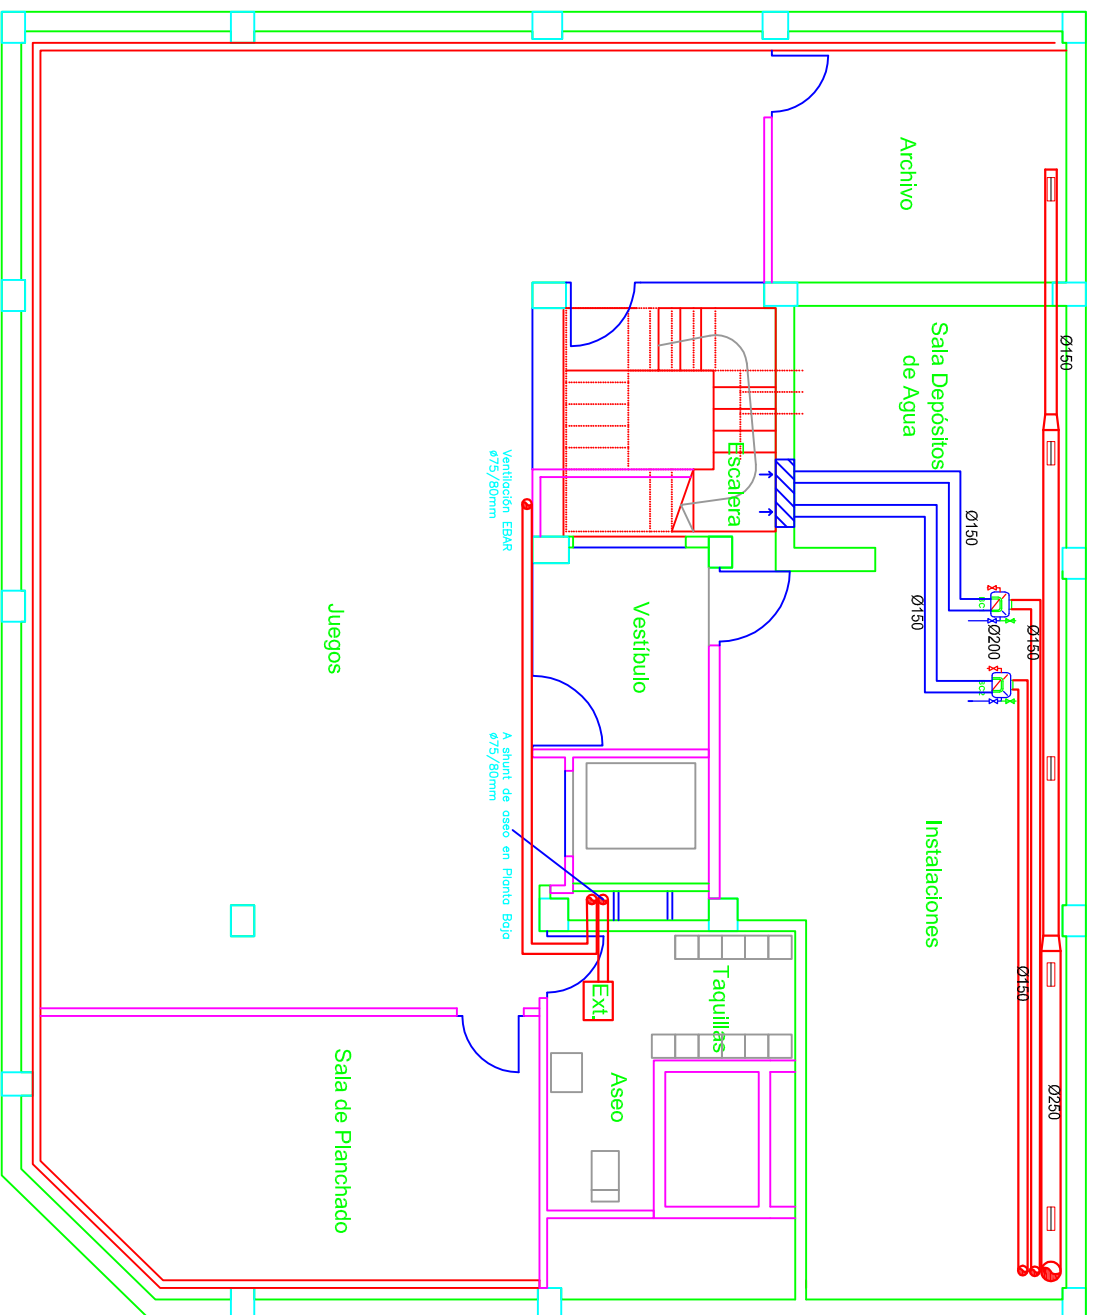 Archivo
Ø150
Sala Depósitos
de Agua
Escalera
Ventilación EBAR
Ø75/80mm
Ø150
Ø150
Ø200
Ø150
Juegos
Vestíbulo
A shunt de aseo en Planta Baja
Ø75/80mm
Instalaciones
Taquillas
Ext.
Ø150
Ø250
Aseo
Sala de Planchado